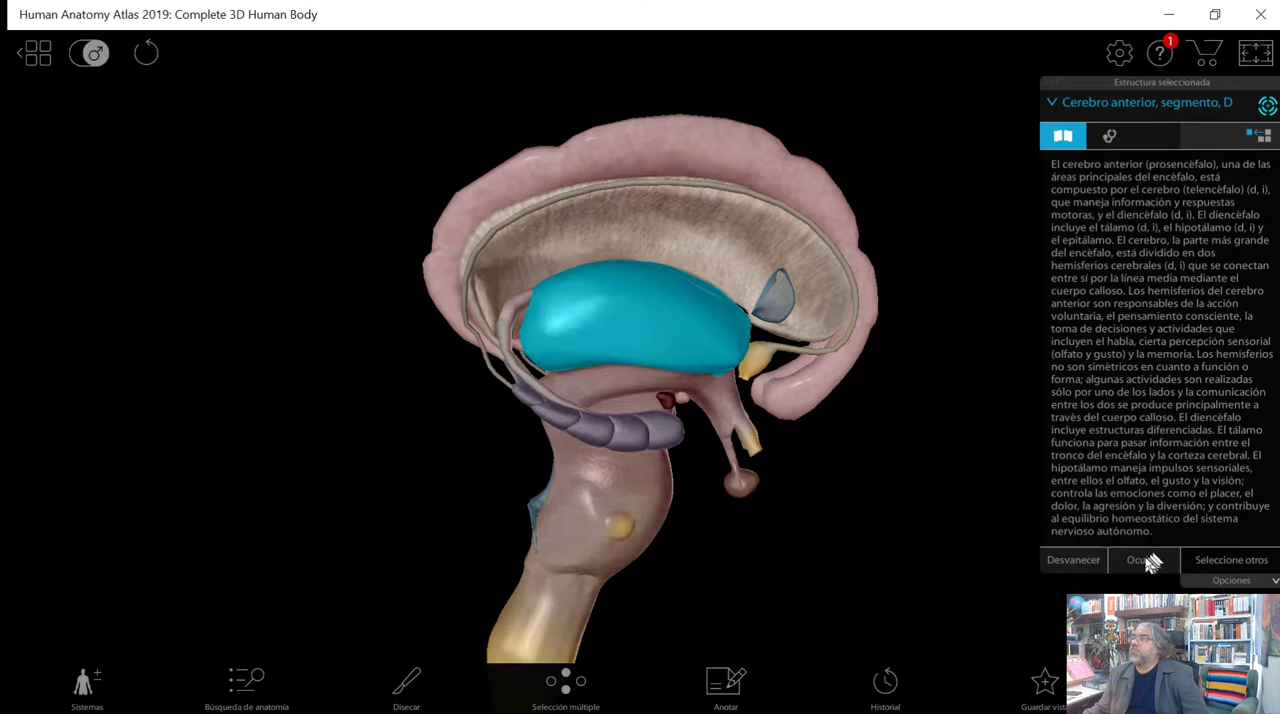 Human Anatomy Atlas 2019: Complete 3D Human Body
1
Estructura seleccionada
Cerebro anterior, segmento, D
El cerebro anterior (prosencéfalo), una de las
áreas principales del encéfalo, está
compuesto por el cerebro (telencéfalo) (d, i),
que maneja información y respuestas
motoras, y el diencéfalo (d, i). El diencéfalo
incluye el tálamo (d, i), el hipotálamo (d, i) y
el epitálamo. El cerebro, la parte más grande
del encéfalo, está dividido en dos
hemisferios cerebrales (d, i) que se conectan
entre sí por la línea media mediante el
cuerpo calloso. Los hemisferios del cerebro
anterior son responsables de la acción
voluntaria, el pensamiento consciente, la
toma de decisiones y actividades que
incluyen el habla, cierta percepción sensorial
(olfato y gusto) y la memoria. Los hemisferios
no son simétricos en cuanto a función o
forma; algunas actividades son realizadas
sólo por uno de los lados y la comunicación
entre los dos se produce principalmente a
través del cuerpo calloso. El diencéfalo
incluye estructuras diferenciadas. El tálamo
funciona para pasar información entre el
tronco del encéfalo y la corteza cerebral. El
hipotálamo maneja impulsos sensoriales,
entre ellos el olfato, el gusto y la visión;
controla las emociones como el placer, el
dolor, la agresión y la diversión; y contribuye
al equilibrio homeostático del sistema
nervioso autónomo.
Desvanecer
Seleccione otros
Opciones
Sistemas
Búsqueda de anatomía
Disecar
Selección múltiple
Anotar
Historial
Guardar vist